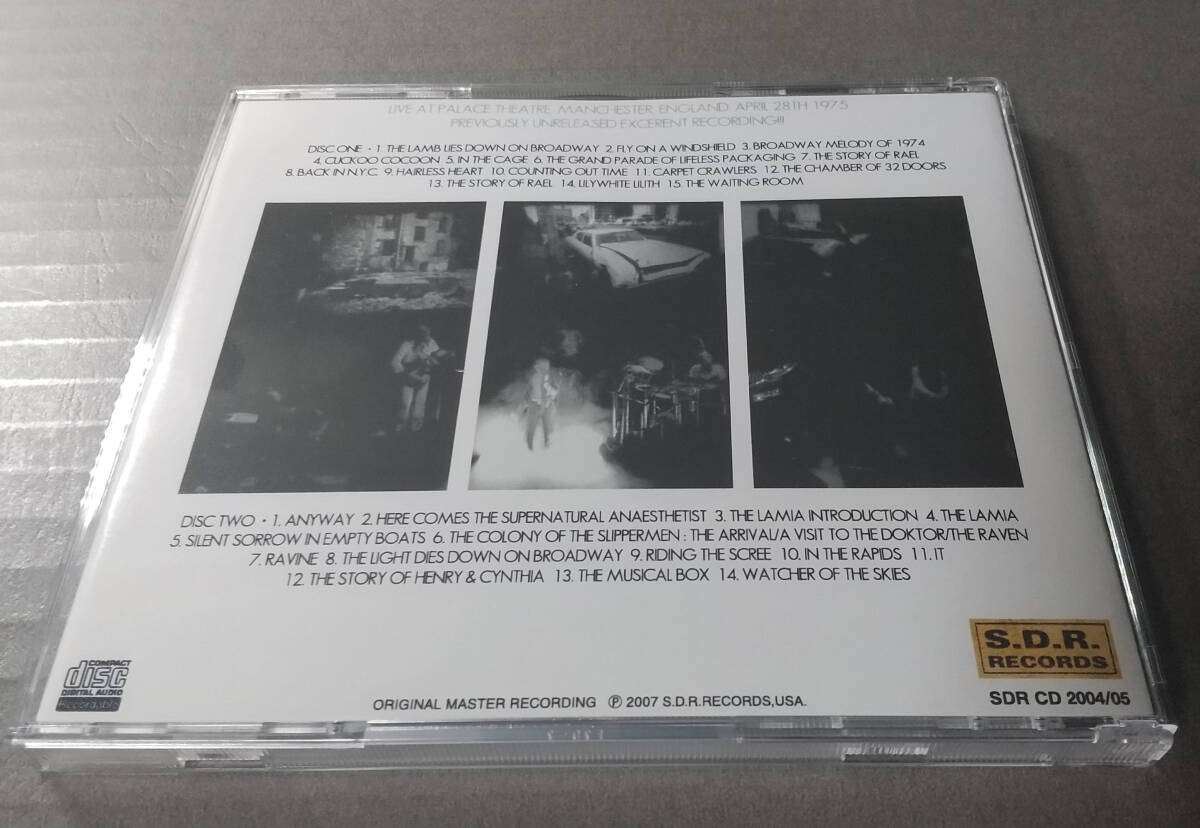 LIVE AT PALACE THEATRE, MANCHESTER, ENGLAND APRIL 28TH 1975
PREVIOUSLY UNRELEASED EXCERENT RECORDING!!!
DISC ONE • 1. THE LAMB LIES DOWN ON BROADWAY 2. FLY ON A WINDSHIELD 3. BROADWAY MELODY OF 1974
4. CUCKOO COCOON 5. IN THE CAGE 6. THE GRAND PARADE OF LIFELESS PACKAGING 7. THE STORY OF RAEL
8. BACK IN N.Y.C. 9. HAIRLESS HEART 10. COUNTING OUT TIME 11. CARPET CRAWLERS 12. THE CHAMBER OF 32 DOORS
13. THE STORY OF RAEL 14. LILYWHITE LILITH 15. THE WAITING ROOM
DISC TWO • 1. ANYWAY 2. HERE COMES THE SUPERNATURAL ANAESTHETIST 3. THE LAMIA INTRODUCTION 4. THE LAMIA
5. SILENT SORROW IN EMPTY BOATS 6. THE COLONY OF THE SLIPPERMEN : THE ARRIVAL/A VISIT TO THE DOKTOR/THE RAVEN
7. RAVINE 8. THE LIGHT DIES DOWN ON BROADWAY 9. RIDING THE SCREE 10. IN THE RAPIDS 11. IT
12. THE STORY OF HENRY & CYNTHIA 13. THE MUSICAL BOX 14. WATCHER OF THE SKIES
S.D.R.
RECORDS
COMPACT
disc
DIGITAL AUDIO
Recordable
ORIGINAL MASTER RECORDING ℗ 2007 S.D.R.RECORDS,USA.
SDR CD 2004/05